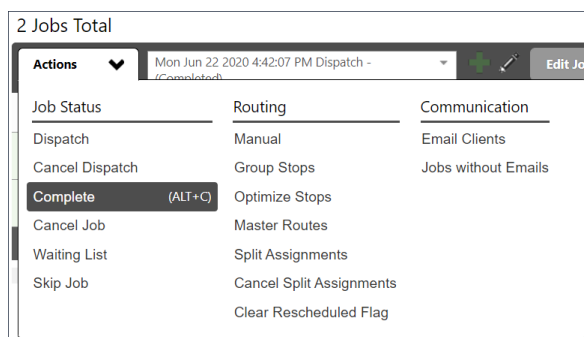 2 Jobs Total
Actions
Mon Jun 22 2020 4:42:07 PM Dispatch -
(Completed)
Edit Jo
Job Status
Routing
Communication
Dispatch
Manual
Email Clients
Cancel Dispatch
Group Stops
Jobs without Emails
Complete (ALT+C)
Optimize Stops
Cancel Job
Master Routes
Waiting List
Split Assignments
Skip Job
Cancel Split Assignments
Clear Rescheduled Flag